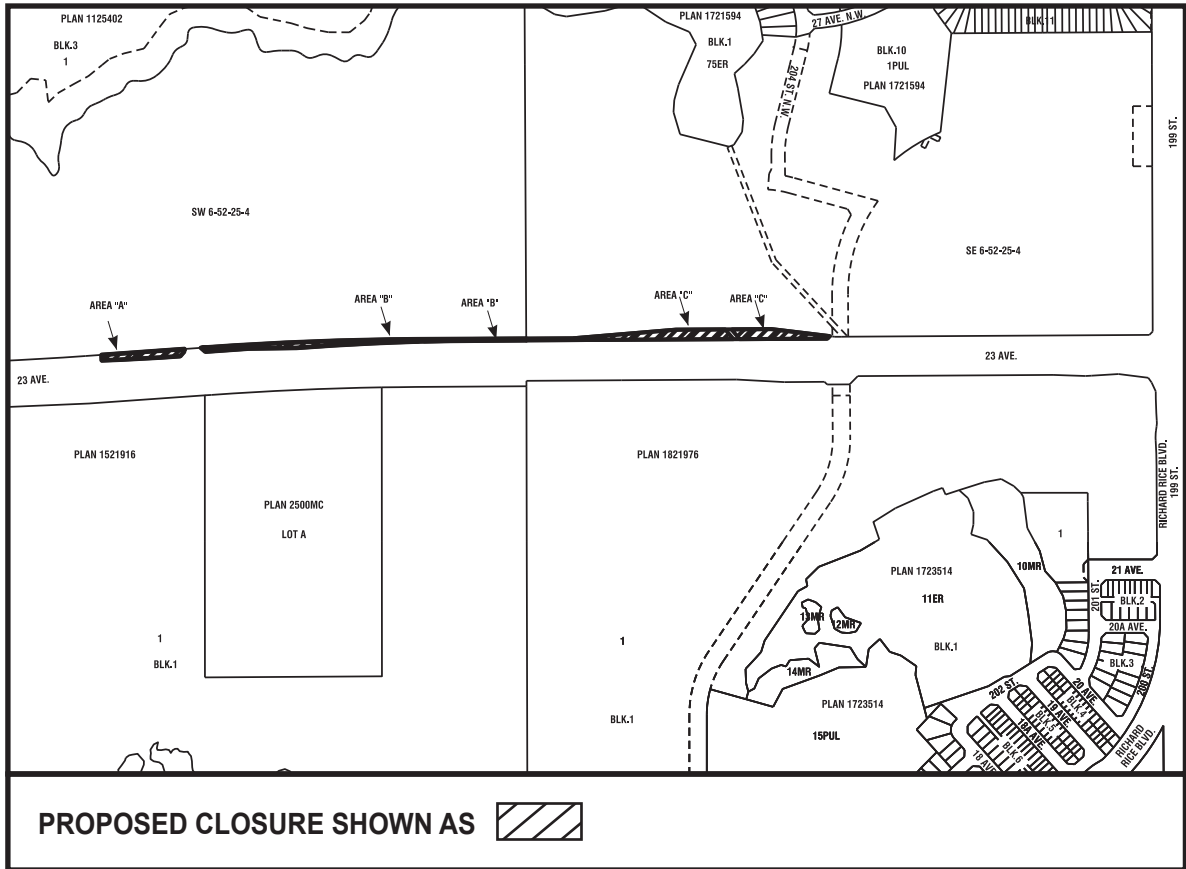 PLAN 1125402
BLK.3
1
PLAN 1721594
BLK.1
75ER
27 AVE. N.W.
204 ST. N.W.
BLK.10
1PUL
PLAN 1721594
BLK.11
199 ST.
SW 6-52-25-4
SE 6-52-25-4
AREA "A"
AREA "B"
AREA "B"
AREA "C"
AREA "C"
23 AVE.
23 AVE.
PLAN 1521916
PLAN 2500MC
LOT A
PLAN 1821976
RICHARD RICE BLVD.
199 ST.
1
PLAN 1723514
11ER
10MR
13MR
12MR
BLK.1
14MR
PLAN 1723514
15PUL
21 AVE.
201 ST.
BLK.2
20A AVE.
BLK.3
200 ST.
202 ST.
20 AVE.
BLK.4
19 AVE.
BLK.5
18A AVE.
BLK.6
18 AVE
RICHARD
RICE BLVD.
1
BLK.1
1
BLK.1
PROPOSED CLOSURE SHOWN AS